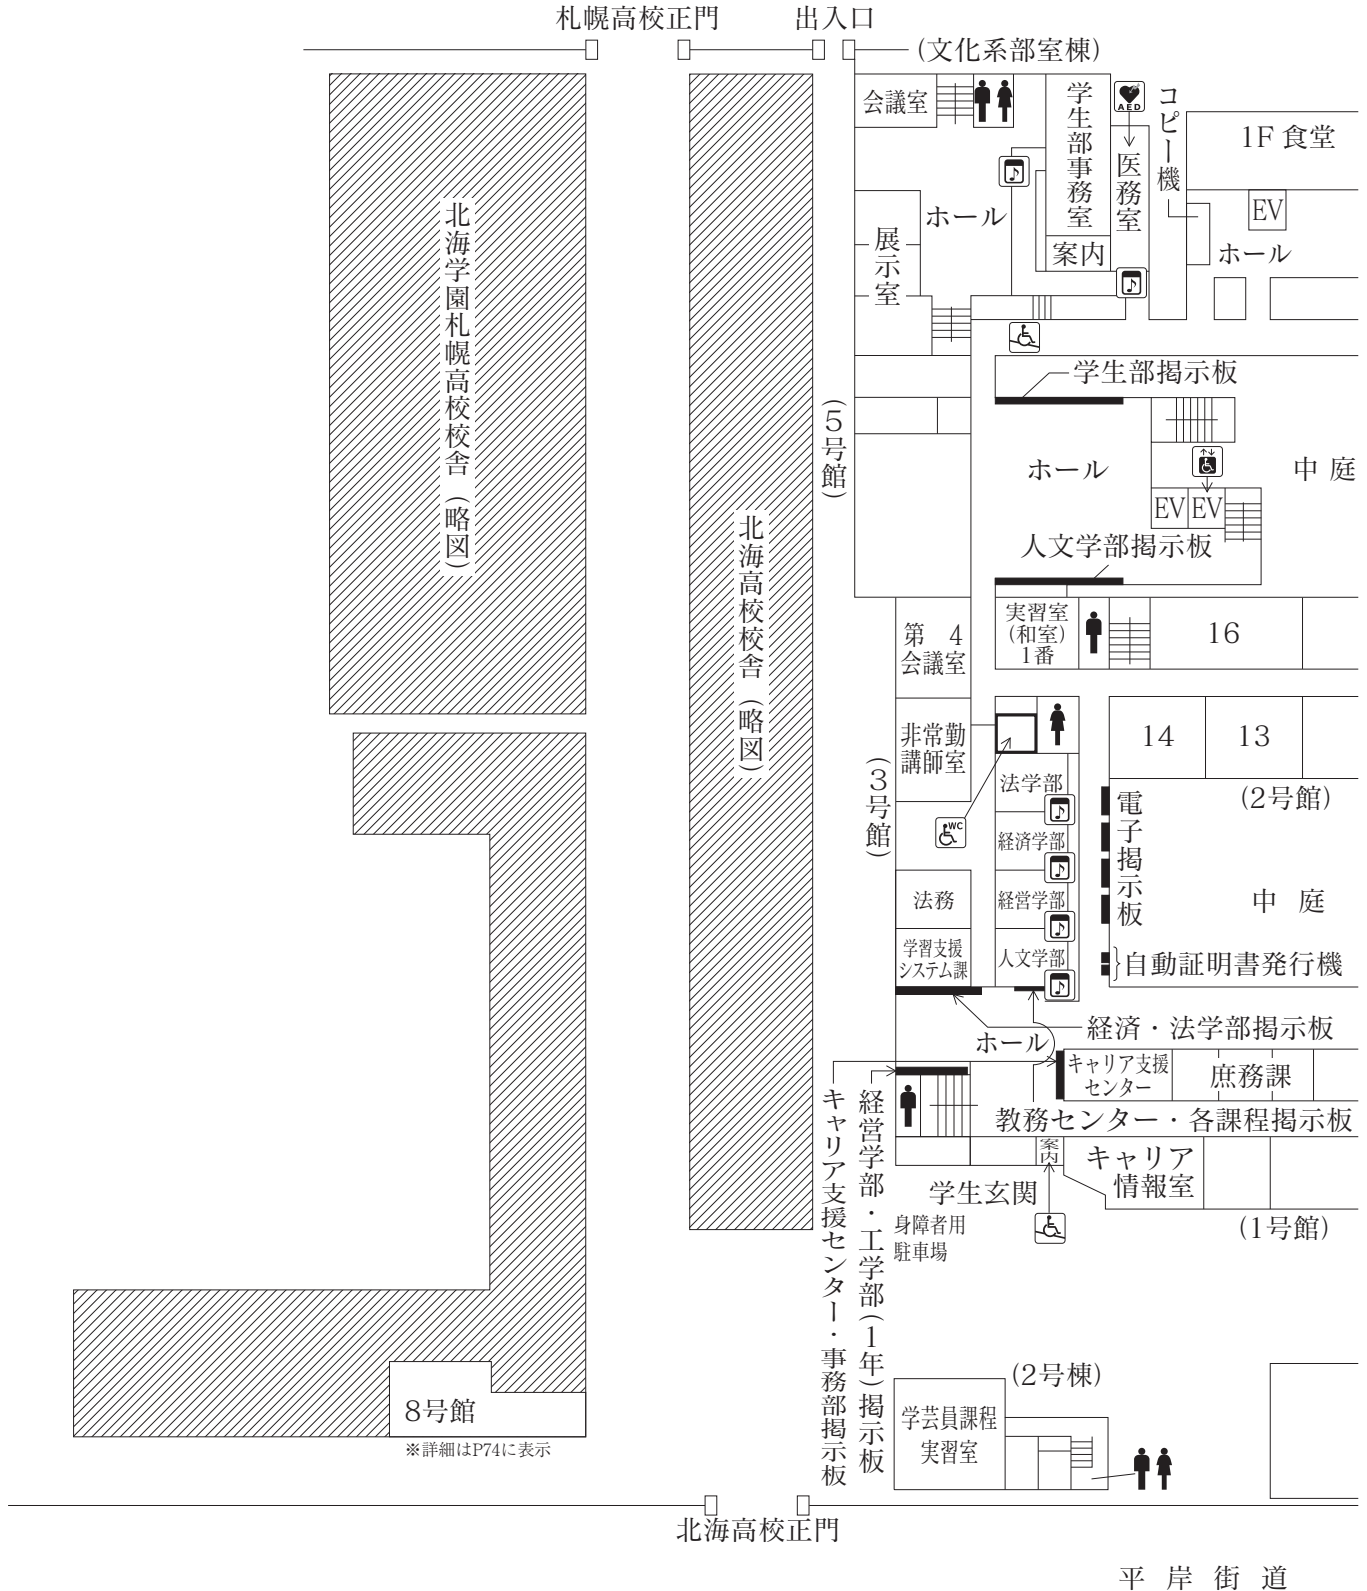 札幌高校正門
出入口
(文化系部室棟)
会議室
学生部事務室
AED
コピー機
1F 食堂
医務室
EV
ホール
展示室
案内
ホール
北海学園札幌高校校舎(略図)
学生部掲示板
(5号館)
ホール
中庭
EV
EV
人文学部掲示板
北海高校校舎(略図)
第4
会議室
実習室
(和室)
1番
16
非常勤
講師室
14
13
(3号館)
法学部
電子掲示板
(2号館)
WC
経済学部
法務
経営学部
中庭
学習支援
システム課
人文学部
自動証明書発行機
経済・法学部掲示板
ホール
キャリア支援
センター
庶務課
キャリア支援センター・事務部掲示板
経営学部・工学部(1年)掲示板
教務センター・各課程掲示板
案内
キャリア
情報室
学生玄関
身障者用
駐車場
(1号館)
(2号棟)
8号館
※詳細はP74に表示
学芸員課程
実習室
北海高校正門
平岸街道